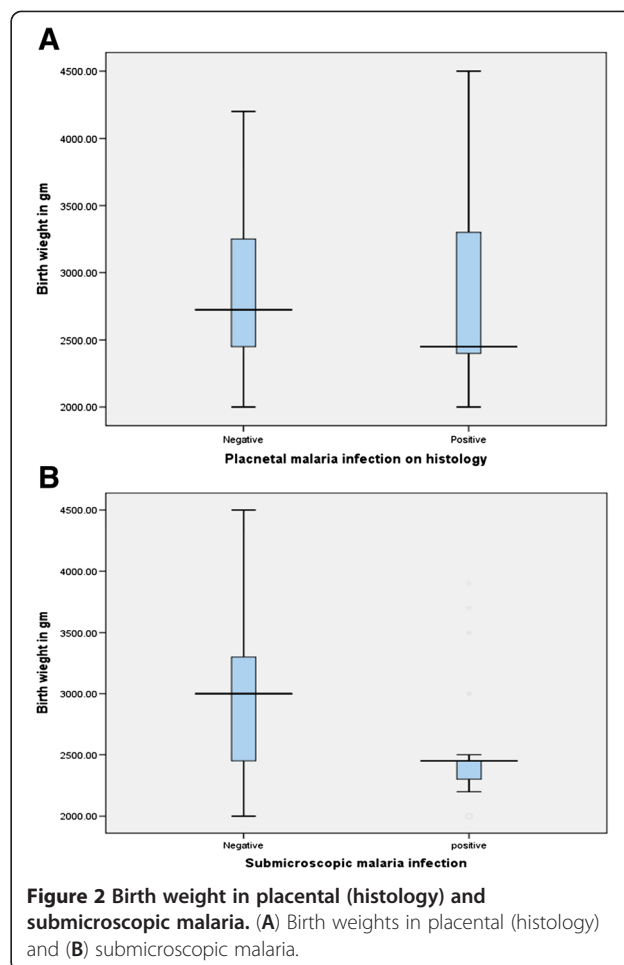 A
4500.00
4000.00
3500.00
3000.00
2500.00
2000.00
Birth wieght in gm
Negative
Positive
Placnetal malaria infection on histology
B
4500.00
4000.00
3500.00
3000.00
2500.00
2000.00
Birth wieght in gm
Negative
positive
Submicroscopic malaria infection
Figure 2 Birth weight in placental (histology) and
submicroscopic malaria. (A) Birth weights in placental (histology)
and (B) submicroscopic malaria.